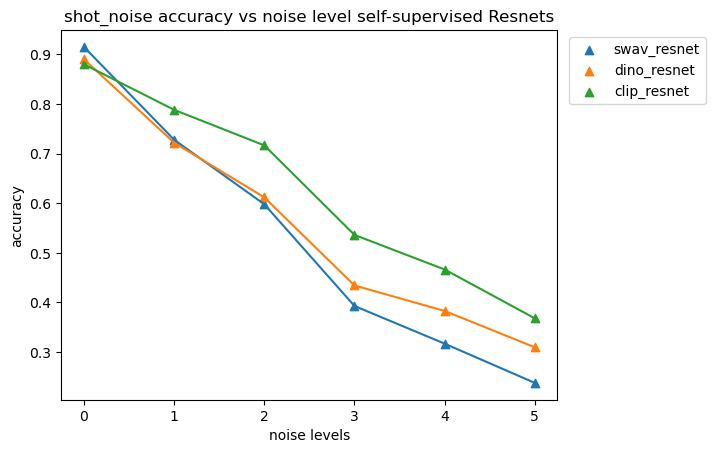 shot_noise accuracy vs noise level self-supervised Resnets
swav_resnet
dino_resnet
clip_resnet
accuracy
0.9
0.8
0.7
0.6
0.5
0.4
0.3
0 1 2 3 4 5
noise levels